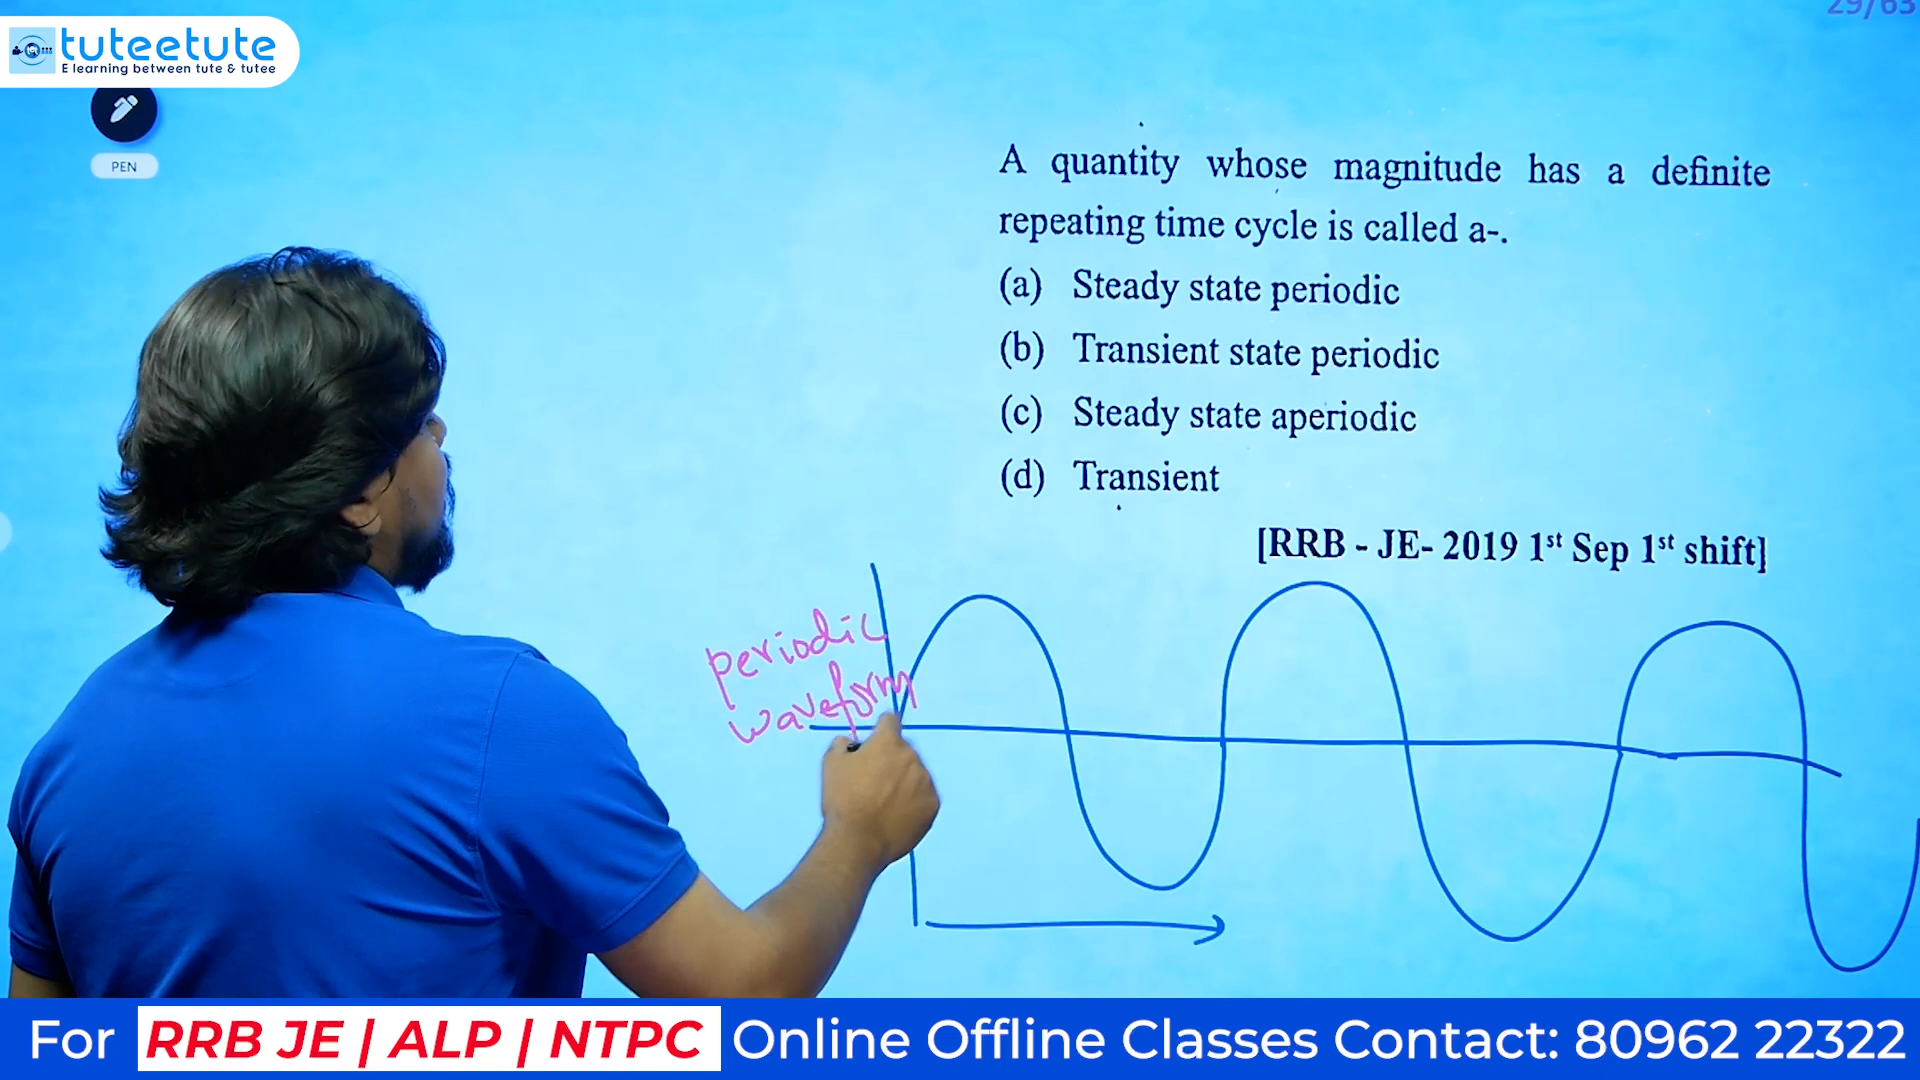 29/63
tuteetute
E learning between tute & tutee
PEN
A quantity whose magnitude has a definite
repeating time cycle is called a-.
(a) Steady state periodic
(b) Transient state periodic
(c) Steady state aperiodic
(d) Transient
[RRB - JE- 2019 1st Sep 1st shift]
periodic
waveform
For RRB JE | ALP | NTPC Online Offline Classes Contact: 80962 22322